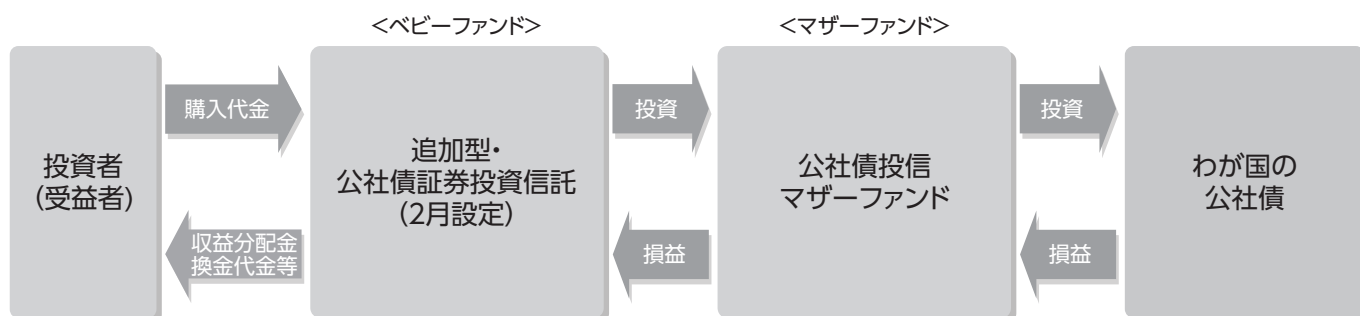 <ベビーファンド>
<マザーファンド>
投資者
(受益者)
購入代金
収益分配金
換金代金等
追加型・
公社債証券投資信託
(2月設定)
投資
損益
公社債投信
マザーファンド
投資
損益
わが国の
公社債